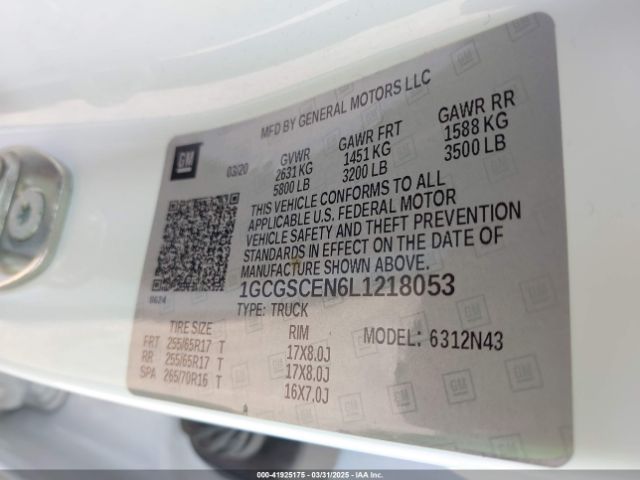 MFD BY GENERAL MOTORS LLC
GM
03/20
GVWR
2631 KG
5800 LB
GAWR FRT
1451 KG
3200 LB
GAWR RR
1588 KG
3500 LB
THIS VEHICLE CONFORMS TO ALL
APPLICABLE U.S. FEDERAL MOTOR
VEHICLE SAFETY AND THEFT PREVENTION
STANDARDS IN EFFECT ON THE DATE OF
MANUFACTURE SHOWN ABOVE.
0624
1GCGSCEN6L1218053
TYPE: TRUCK
MODEL: 6312N43
TIRE SIZE RIM
FRT 255/65R17 T 17X8.0J
RR 255/65R17 T 17X8.0J
SPA 265/70R16 T 16X7.0J
00-41925175 - 03/31/2025 - IAA Inc.